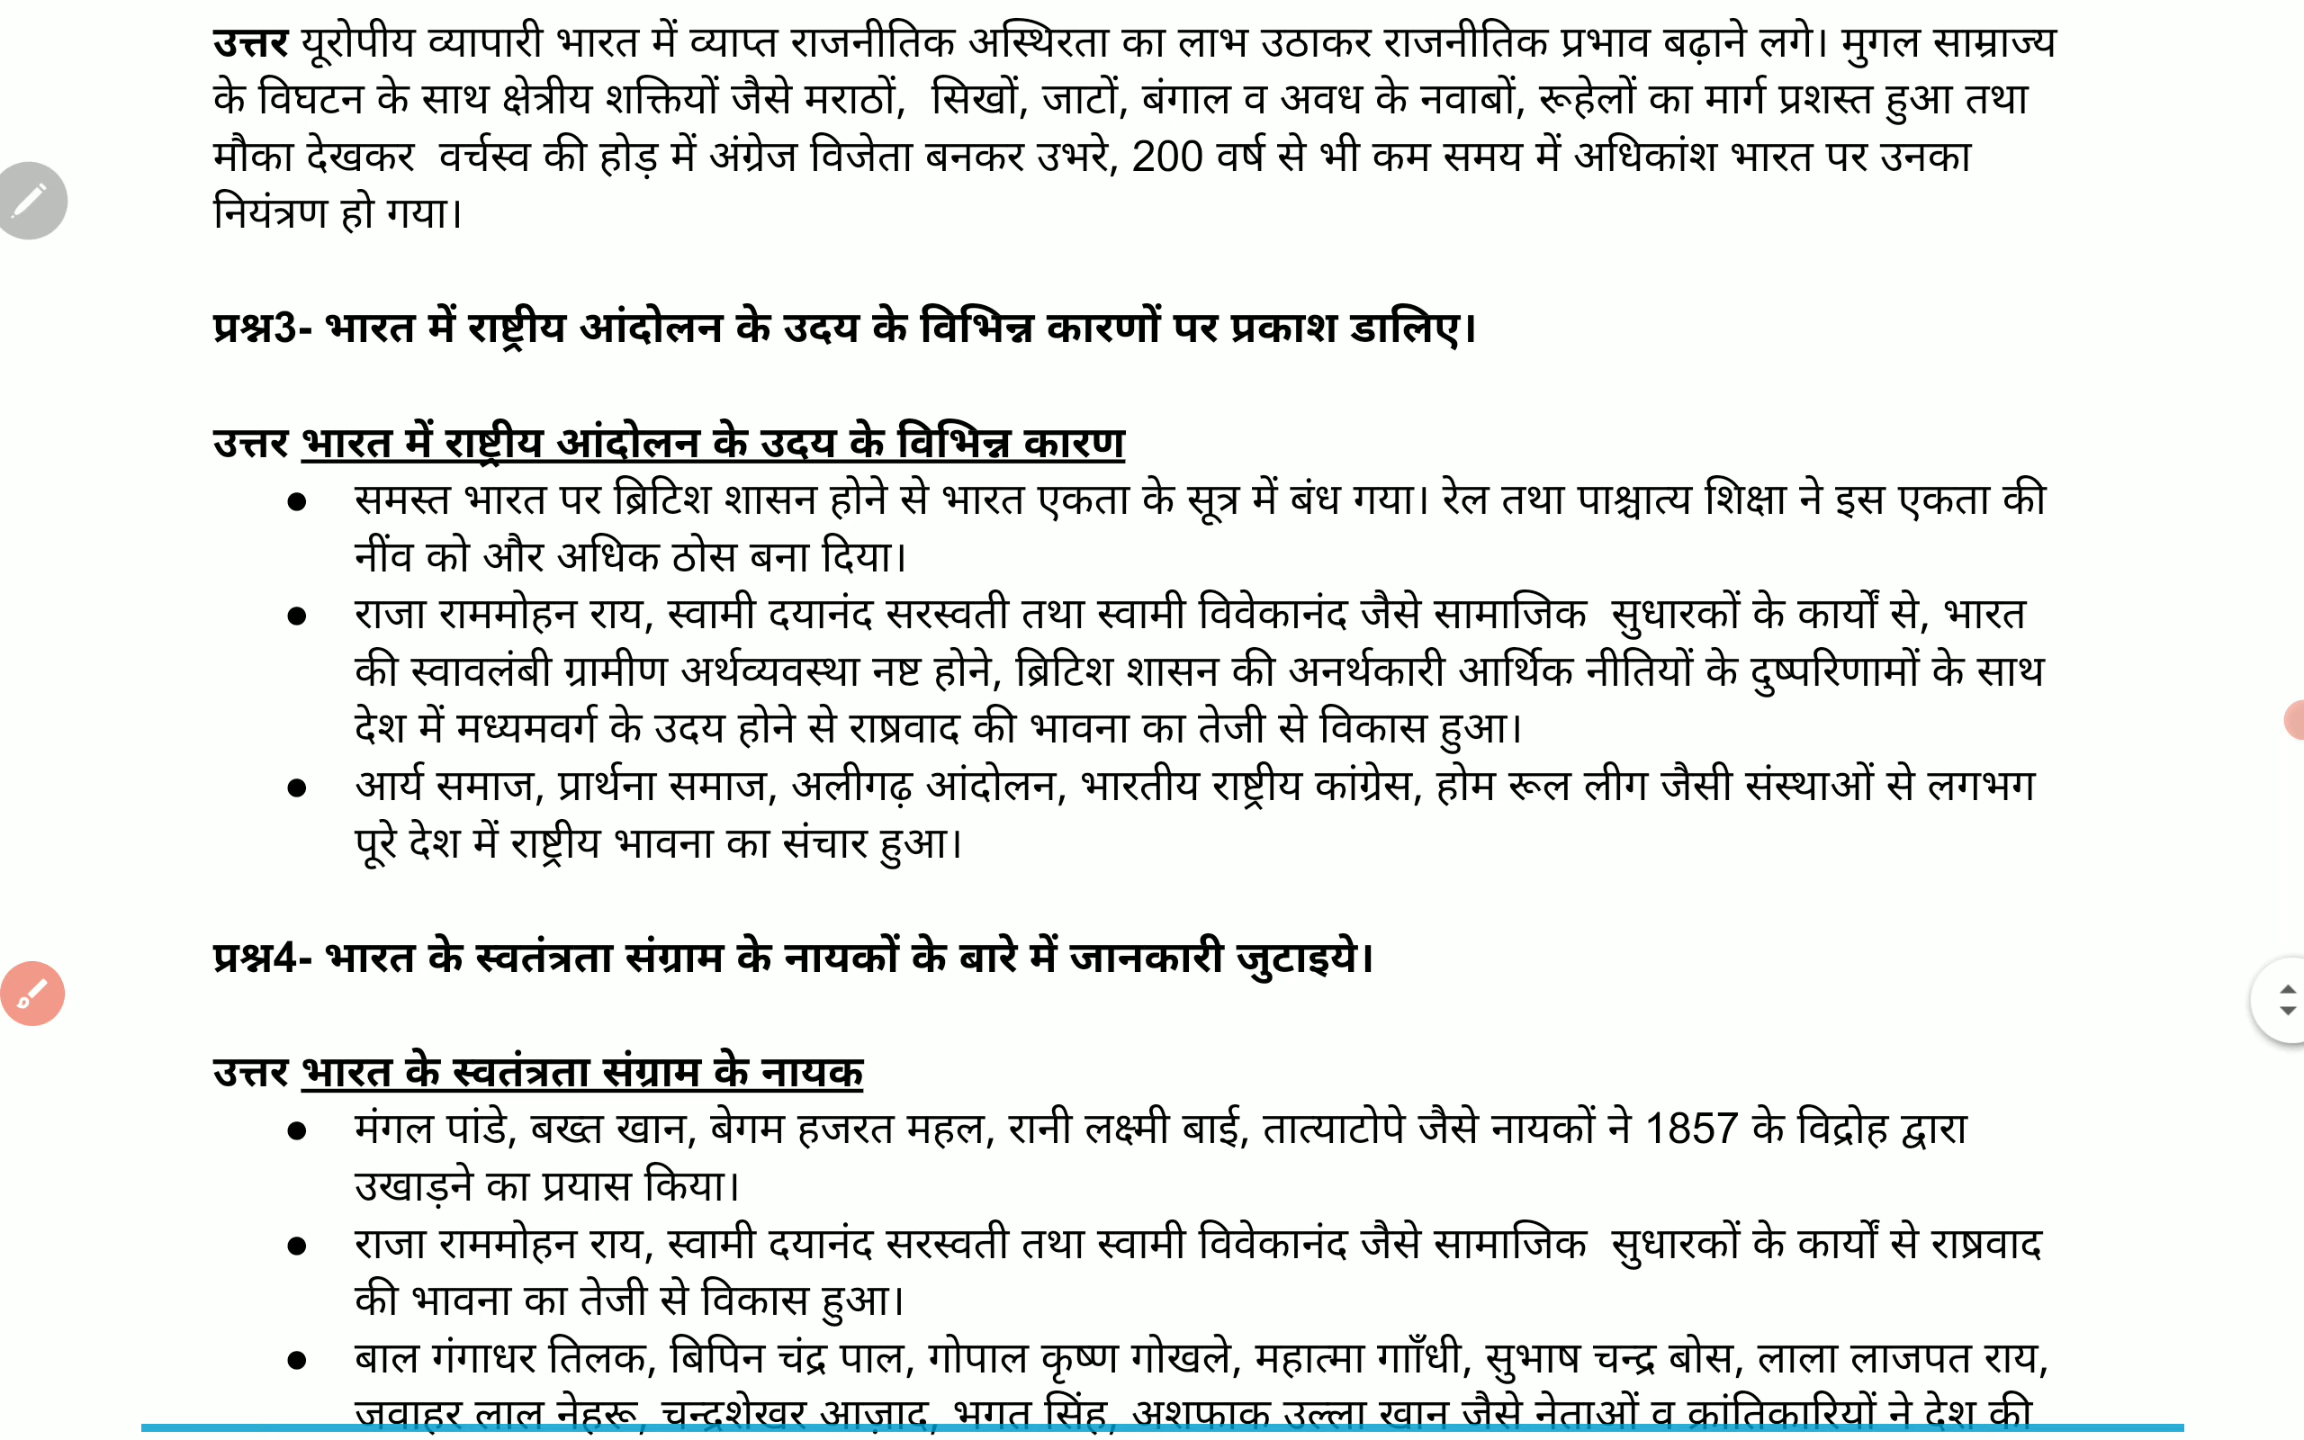 उत्तर यूरोपीय व्यापारी भारत में व्याप्त राजनीतिक अस्थिरता का लाभ उठाकर राजनीतिक प्रभाव बढ़ाने लगे। मुगल साम्राज्य
के विघटन के साथ क्षेत्रीय शक्तियों जैसे मराठों, सिखों, जाटों, बंगाल व अवध के नवाबों, रूहेलों का मार्ग प्रशस्त हुआ तथा
मौका देखकर वर्चस्व की होड़ में अंग्रेज विजेता बनकर उभरे, 200 वर्ष से भी कम समय में अधिकांश भारत पर उनका
नियंत्रण हो गया।
प्रश्न3- भारत में राष्ट्रीय आंदोलन के उदय के विभिन्न कारणों पर प्रकाश डालिए।
उत्तर भारत में राष्ट्रीय आंदोलन के उदय के विभिन्न कारण
● समस्त भारत पर ब्रिटिश शासन होने से भारत एकता के सूत्र में बंध गया। रेल तथा पाश्चात्य शिक्षा ने इस एकता की
नींव को और अधिक ठोस बना दिया।
● राजा राममोहन राय, स्वामी दयानंद सरस्वती तथा स्वामी विवेकानंद जैसे सामाजिक सुधारकों के कार्यों से, भारत
की स्वावलंबी ग्रामीण अर्थव्यवस्था नष्ट होने, ब्रिटिश शासन की अनर्थकारी आर्थिक नीतियों के दुष्परिणामों के साथ
देश में मध्यमवर्ग के उदय होने से राष्रवाद की भावना का तेजी से विकास हुआ।
● आर्य समाज, प्रार्थना समाज, अलीगढ़ आंदोलन, भारतीय राष्ट्रीय कांग्रेस, होम रूल लीग जैसी संस्थाओं से लगभग
पूरे देश में राष्ट्रीय भावना का संचार हुआ।
प्रश्न4- भारत के स्वतंत्रता संग्राम के नायकों के बारे में जानकारी जुटाइये।
उत्तर भारत के स्वतंत्रता संग्राम के नायक
● मंगल पांडे, बख्त खान, बेगम हजरत महल, रानी लक्ष्मी बाई, तात्याटोपे जैसे नायकों ने 1857 के विद्रोह द्वारा
उखाड़ने का प्रयास किया।
● राजा राममोहन राय, स्वामी दयानंद सरस्वती तथा स्वामी विवेकानंद जैसे सामाजिक सुधारकों के कार्यों से राष्रवाद
की भावना का तेजी से विकास हुआ।
● बाल गंगाधर तिलक, बिपिन चंद्र पाल, गोपाल कृष्ण गोखले, महात्मा गााँधी, सुभाष चन्द्र बोस, लाला लाजपत राय,
जवाहर लाल नेहरू, चन्द्रशेखर आज़ाद, भगत सिंह, अशफाक उल्ला खान जैसे नेताओं व क्रांतिकारियों ने देश की